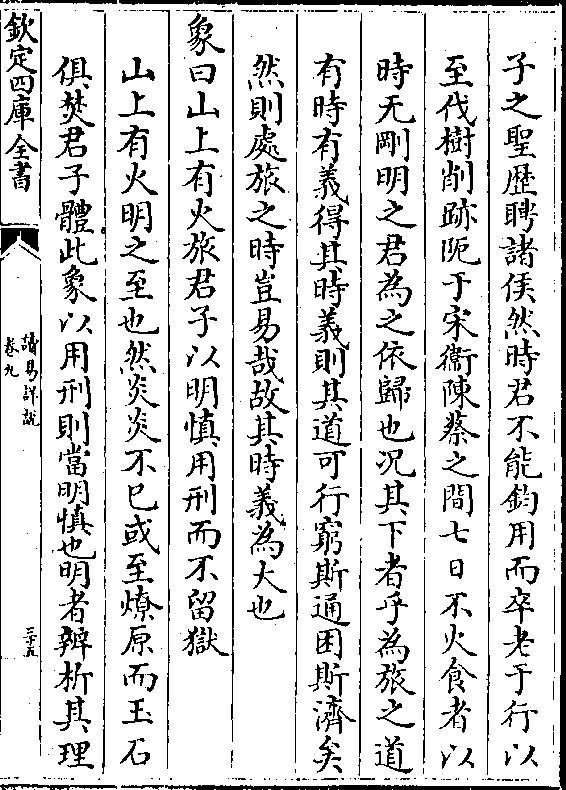 子之聖歴聘諸侯然時君不能鈞用而卒老于行以
至伐樹削跡阨于宋衞陳蔡之間七日不火食者以
時无剛明之君為之依歸也况其下者乎為旅之道
有時有義得其時義則其道可行窮斯通困斯濟矣
然則處旅之時豈易哉故其時義為大也
象曰山上有火旅君子以明慎用刑而不留獄
山上有火明之至也然炎炎不已或至燎原而玉石
俱焚君子體此象以用刑則當明慎也明者辨析其理
欽定四庫全書
讀易詳說
卷九
三十五